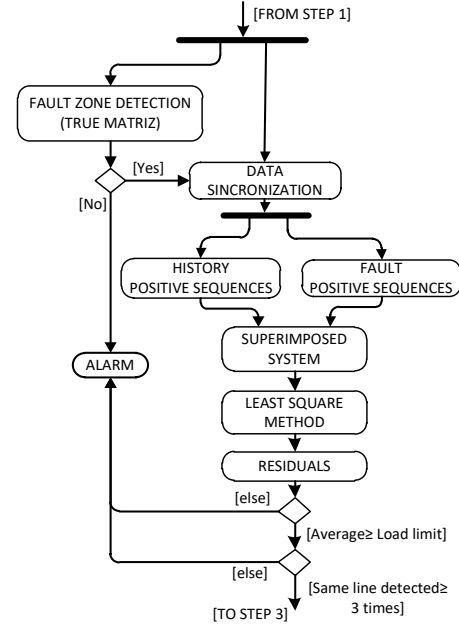 [FROM STEP 1]
FAULT ZONE DETECTION
(TRUE MATRIZ)
[Yes]
[No]
DATA
SINCRONIZATION
HISTORY
POSITIVE SEQUENCES
FAULT
POSITIVE SEQUENCES
SUPERIMPOSED
SYSTEM
ALARM
LEAST SQUARE
METHOD
RESIDUALS
[else]
[Average≥ Load limit]
[else]
[Same line detected≥
3 times]
[TO STEP 3]